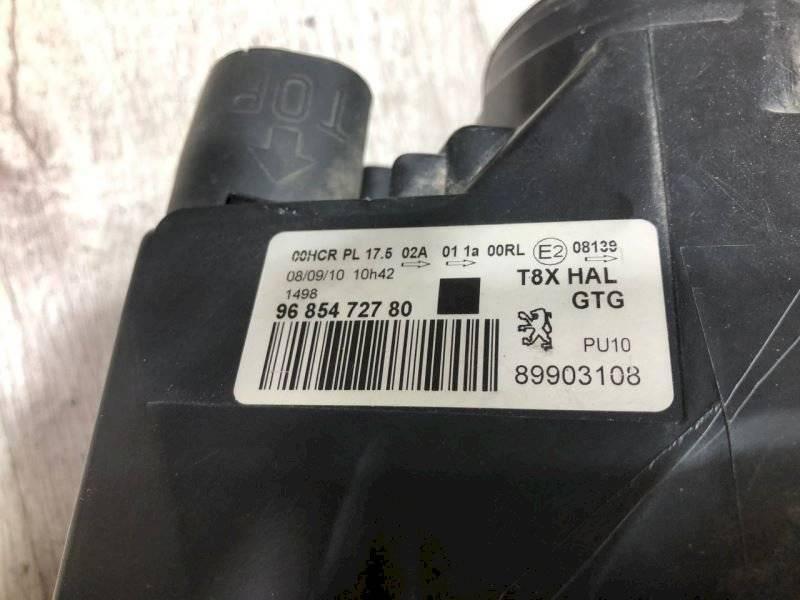 TOP
00HCR PL 17.5 02A 01 1a 00RL E2 08139
08/09/10 10h42
1498
T8X HAL
GTG
96 854 727 80
PU10
89903108